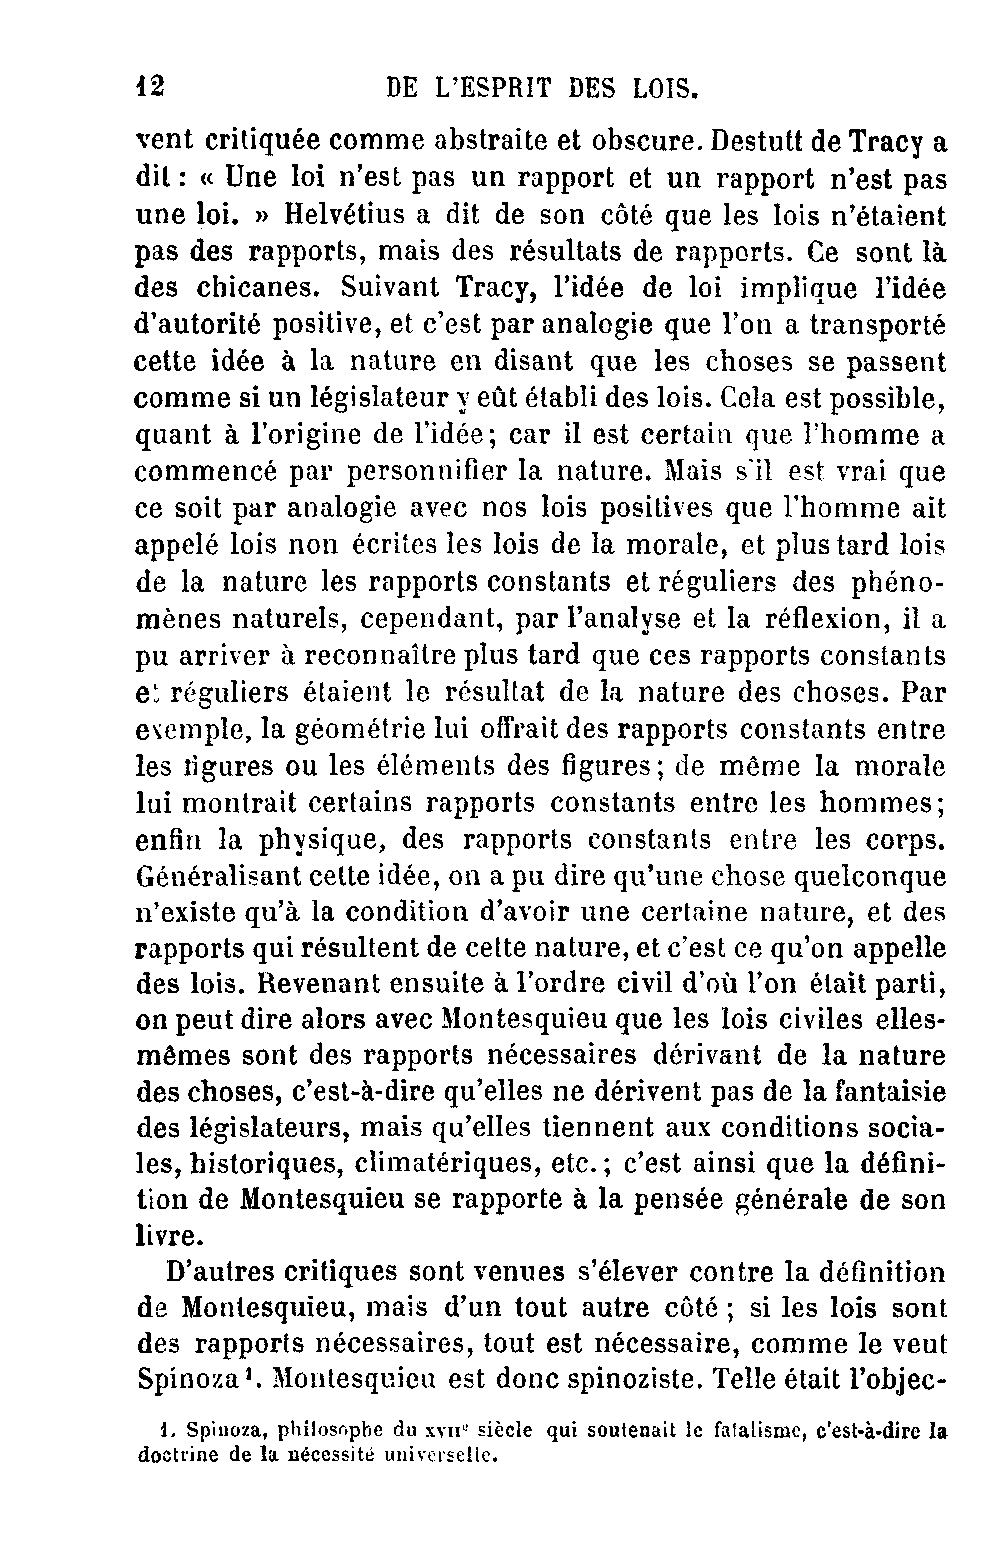 12 DE L'ESPRIT DES LOIS.
vent critiquée comme abstraite et obscure. Destutt de Tracy a
dit : « Une loi n'est pas un rapport et un rapport n'est pas
une loi. » Helvétius a dit de son côté que les lois n'étaient
pas des rapports, mais des résultats de rapports. Ce sont là
des chicanes. Suivant Tracy, l'idée de loi implique l'idée
d'autorité positive, et c'est par analogie que l'on a transporté
cette idée à la nature en disant que les choses se passent
comme si un législateur y eût établi des lois. Cela est possible,
quant à l'origine de l'idée; car il est certain que l'homme a
commencé par personnifier la nature. Mais s'il est vrai que
ce soit par analogie avec nos lois positives que l'homme ait
appelé lois non écrites les lois de la morale, et plus tard lois
de la nature les rapports constants et réguliers des phéno-
mènes naturels, cependant, par l'analyse et la réflexion, il a
pu arriver à reconnaître plus tard que ces rapports constants
et réguliers étaient le résultat de la nature des choses. Par
exemple, la géométrie lui offrait des rapports constants entre
les figures ou les éléments des figures; de même la morale
lui montrait certains rapports constants entre les hommes;
enfin la physique, des rapports constants entre les corps.
Généralisant cette idée, on a pu dire qu'une chose quelconque
n'existe qu'à la condition d'avoir une certaine nature, et des
rapports qui résultent de cette nature, et c'est ce qu'on appelle
des lois. Revenant ensuite à l'ordre civil d'où l'on était parti,
on peut dire alors avec Montesquieu que les lois civiles elles-
mêmes sont des rapports nécessaires dérivant de la nature
des choses, c'est-à-dire qu'elles ne dérivent pas de la fantaisie
des législateurs, mais qu'elles tiennent aux conditions socia-
les, historiques, climatériques, etc.; c'est ainsi que la défini-
tion de Montesquieu se rapporte à la pensée générale de son
livre.
D'autres critiques sont venues s'élever contre la définition
de Montesquieu, mais d'un tout autre côté ; si les lois sont
des rapports nécessaires, tout est nécessaire, comme le veut
Spinoza¹. Montesquieu est donc spinoziste. Telle était l'objec-
1. Spinoza, philosophe du XVIIe siècle qui soutenait le fatalisme, c'est-à-dire la
doctrine de la nécessité universelle.